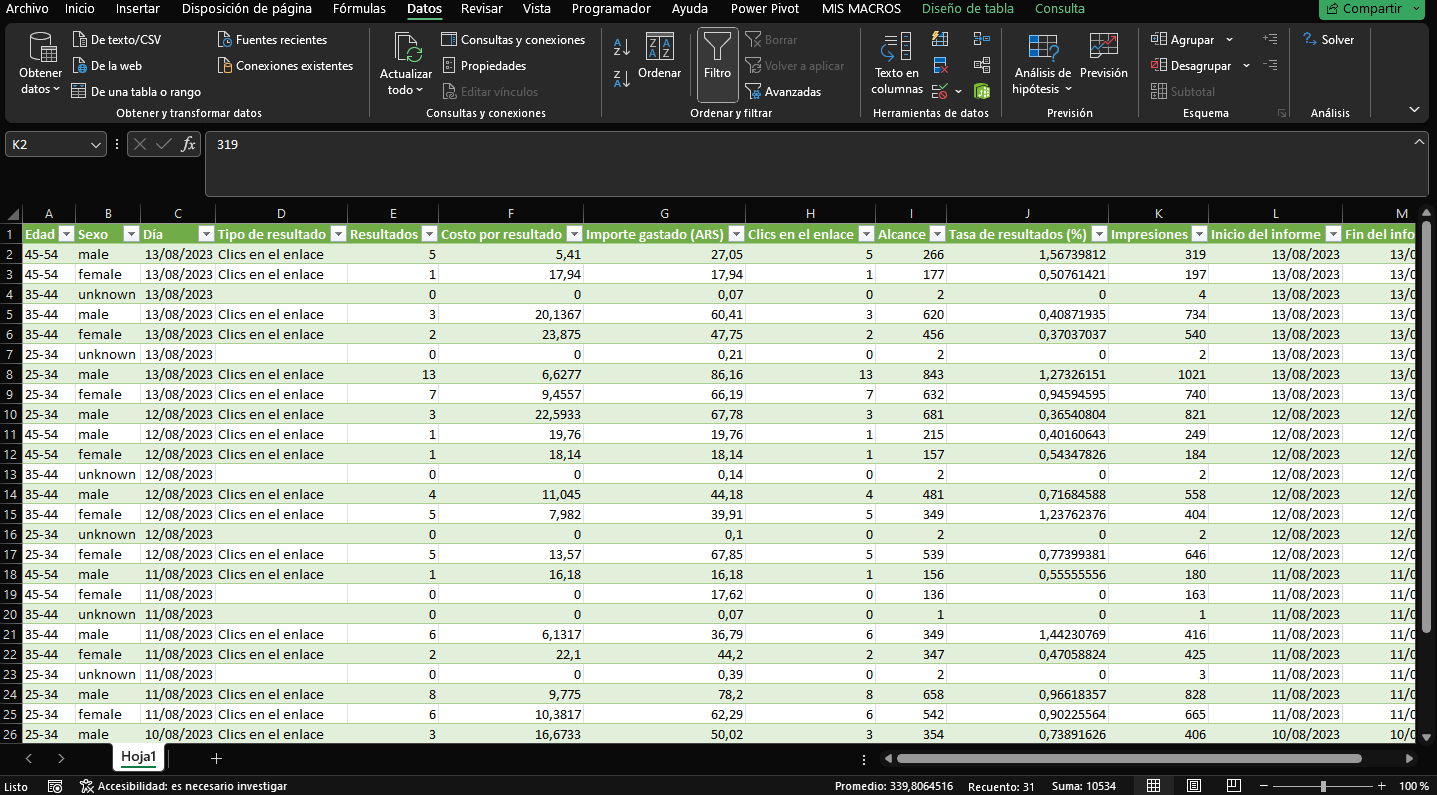 Archivo Inicio Insertar Disposición de página Fórmulas Datos Revisar Vista Programador Ayuda Power Pivot MIS MACROS Diseño de tabla Consulta Compartir
Obtener datos
De texto/CSV
De la web
De una tabla o rango
Fuentes recientes
Conexiones existentes
Obtener y transformar datos
Actualizar todo
Consultas y conexiones
Propiedades
Editar vínculos
Consultas y conexiones
Ordenar
Filtro
Borrar
Volver a aplicar
Avanzadas
Ordenar y filtrar
Texto en columnas
Herramientas de datos
Análisis de hipótesis
Previsión
Previsión
Agrupar
Desagrupar
Subtotal
Esquema
Solver
Análisis
K2 fx 319
A B C D E F G H I J K L M
1 Edad Sexo Día Tipo de resultado Resultados Costo por resultado Importe gastado (ARS) Clics en el enlace Alcance Tasa de resultados (%) Impresiones Inicio del informe Fin del info
2 45-54 male 13/08/2023 Clics en el enlace 5 5,41 27,05 5 266 1,56739812 319 13/08/2023 13/0
3 45-54 female 13/08/2023 Clics en el enlace 1 17,94 17,94 1 177 0,50761421 197 13/08/2023 13/0
4 35-44 unknown 13/08/2023 0 0 0,07 0 2 0 4 13/08/2023 13/0
5 35-44 male 13/08/2023 Clics en el enlace 3 20,1367 60,41 3 620 0,40871935 734 13/08/2023 13/0
6 35-44 female 13/08/2023 Clics en el enlace 2 23,875 47,75 2 456 0,37037037 540 13/08/2023 13/0
7 25-34 unknown 13/08/2023 0 0 0,21 0 2 0 2 13/08/2023 13/0
8 25-34 male 13/08/2023 Clics en el enlace 13 6,6277 86,16 13 843 1,27326151 1021 13/08/2023 13/0
9 25-34 female 13/08/2023 Clics en el enlace 7 9,4557 66,19 7 632 0,94594595 740 13/08/2023 13/0
10 25-34 male 12/08/2023 Clics en el enlace 3 22,5933 67,78 3 681 0,36540804 821 12/08/2023 12/0
11 45-54 male 12/08/2023 Clics en el enlace 1 19,76 19,76 1 215 0,40160643 249 12/08/2023 12/0
12 45-54 female 12/08/2023 Clics en el enlace 1 18,14 18,14 1 157 0,54347826 184 12/08/2023 12/0
13 35-44 unknown 12/08/2023 0 0 0,14 0 2 0 2 12/08/2023 12/0
14 35-44 male 12/08/2023 Clics en el enlace 4 11,045 44,18 4 481 0,71684588 558 12/08/2023 12/0
15 35-44 female 12/08/2023 Clics en el enlace 5 7,982 39,91 5 349 1,23762376 404 12/08/2023 12/0
16 25-34 unknown 12/08/2023 0 0 0,1 0 2 0 2 12/08/2023 12/0
17 25-34 female 12/08/2023 Clics en el enlace 5 13,57 67,85 5 539 0,77399381 646 12/08/2023 12/0
18 45-54 male 11/08/2023 Clics en el enlace 1 16,18 16,18 1 156 0,55555556 180 11/08/2023 11/0
19 45-54 female 11/08/2023 0 0 17,62 0 136 0 163 11/08/2023 11/0
20 35-44 unknown 11/08/2023 0 0 0,07 0 1 0 1 11/08/2023 11/0
21 35-44 male 11/08/2023 Clics en el enlace 6 6,1317 36,79 6 349 1,44230769 416 11/08/2023 11/0
22 35-44 female 11/08/2023 Clics en el enlace 2 22,1 44,2 2 347 0,47058824 425 11/08/2023 11/0
23 25-34 unknown 11/08/2023 0 0 0,39 0 2 0 3 11/08/2023 11/0
24 25-34 male 11/08/2023 Clics en el enlace 8 9,775 78,2 8 658 0,96618357 828 11/08/2023 11/0
25 25-34 female 11/08/2023 Clics en el enlace 6 10,3817 62,29 6 542 0,90225564 665 11/08/2023 11/0
26 25-34 male 10/08/2023 Clics en el enlace 3 16,6733 50,02 3 354 0,73891626 406 10/08/2023 10/0
Hoja1
Listo Accesibilidad: es necesario investigar Promedio: 339,8064516 Recuento: 31 Suma: 10534 100 %